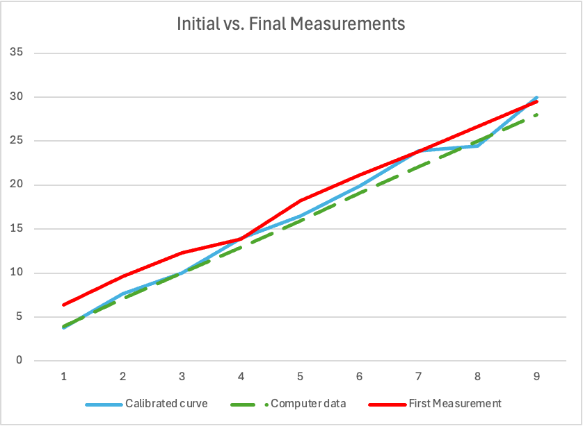 Initial vs. Final Measurements
35
30
25
20
15
10
5
0
1 2 3 4 5 6 7 8 9
Calibrated curve Computer data First Measurement